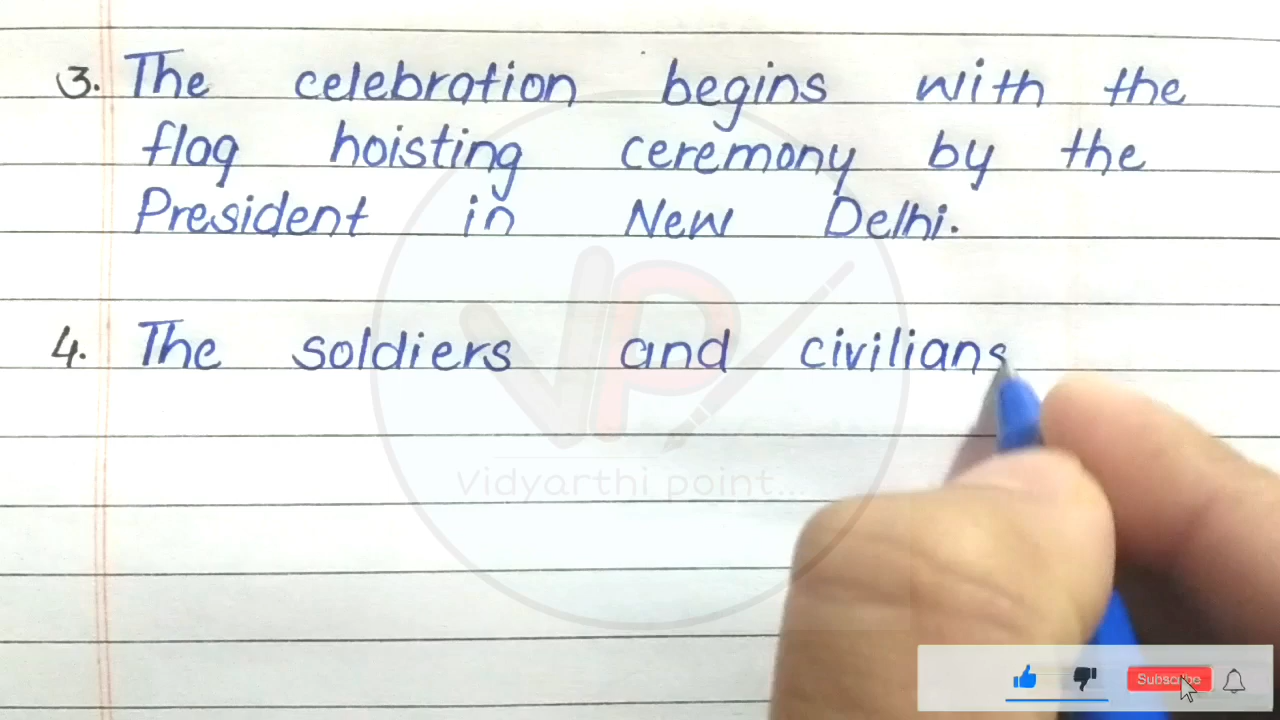 3. The celebration begins with the
flag hoisting ceremony by the
President in New Delhi.
4. The soldiers and civilians
VP
Vidyarthi point...
Subscribe